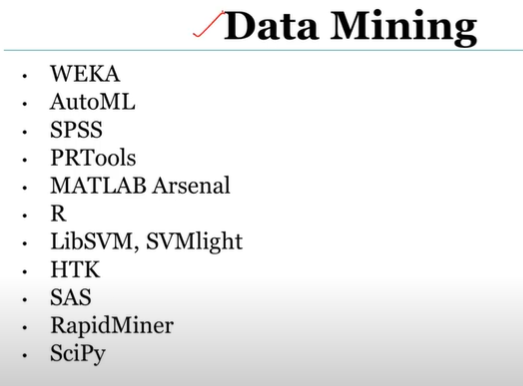 Data Mining
• WEKA
• AutoML
• SPSS
• PRTools
• MATLAB Arsenal
• R
• LibSVM, SVMlight
• HTK
• SAS
• RapidMiner
• SciPy